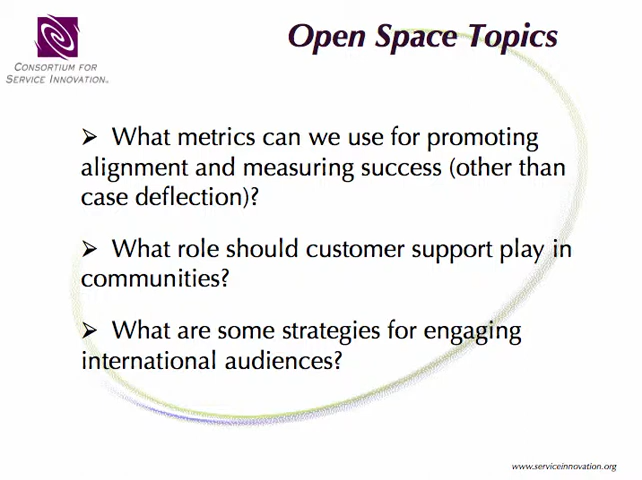 Open Space Topics
CONSORTIUM FOR
SERVICE INNOVATION™
➢ What metrics can we use for promoting
alignment and measuring success (other than
case deflection)?
➢ What role should customer support play in
communities?
➢ What are some strategies for engaging
international audiences?
www.serviceinnovation.org